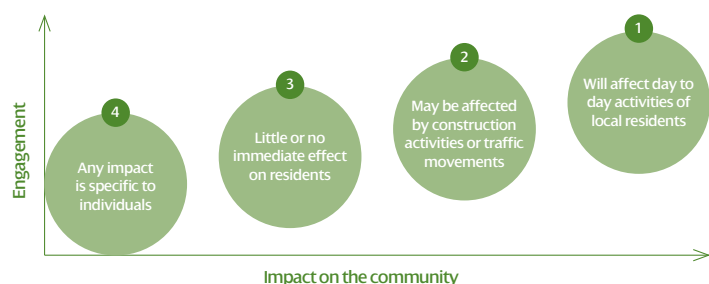 Engagement
4
Any impact
is specific to
individuals
3
Little or no
immediate effect
on residents
2
May be affected
by construction
activities or traffic
movements
1
Will affect day to
day activities of
local residents
Impact on the community